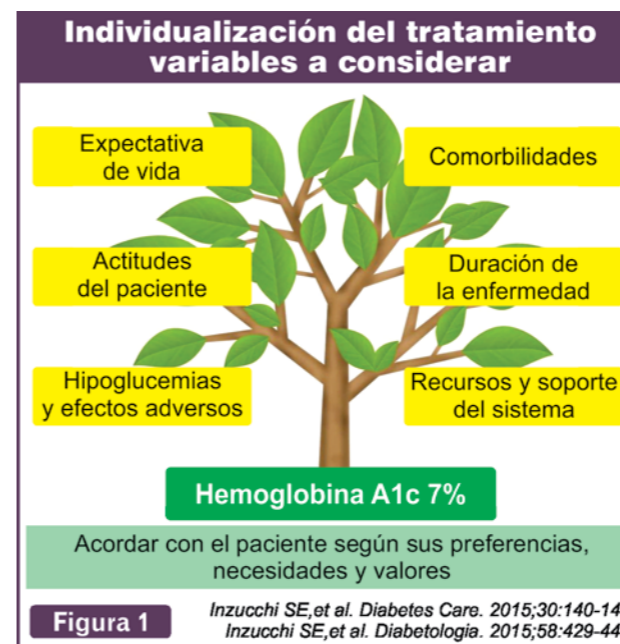 Individualización del tratamiento
variables a considerar
Expectativa
de vida
Comorbilidades
Actitudes
del paciente
Duración de
la enfermedad
Hipoglucemias
y efectos adversos
Recursos y soporte
del sistema
Hemoglobina A1c 7%
Acordar con el paciente según sus preferencias,
necesidades y valores
Figura 1
Inzucchi SE,et al. Diabetes Care. 2015;30:140-14
Inzucchi SE,et al. Diabetologia. 2015;58:429-44